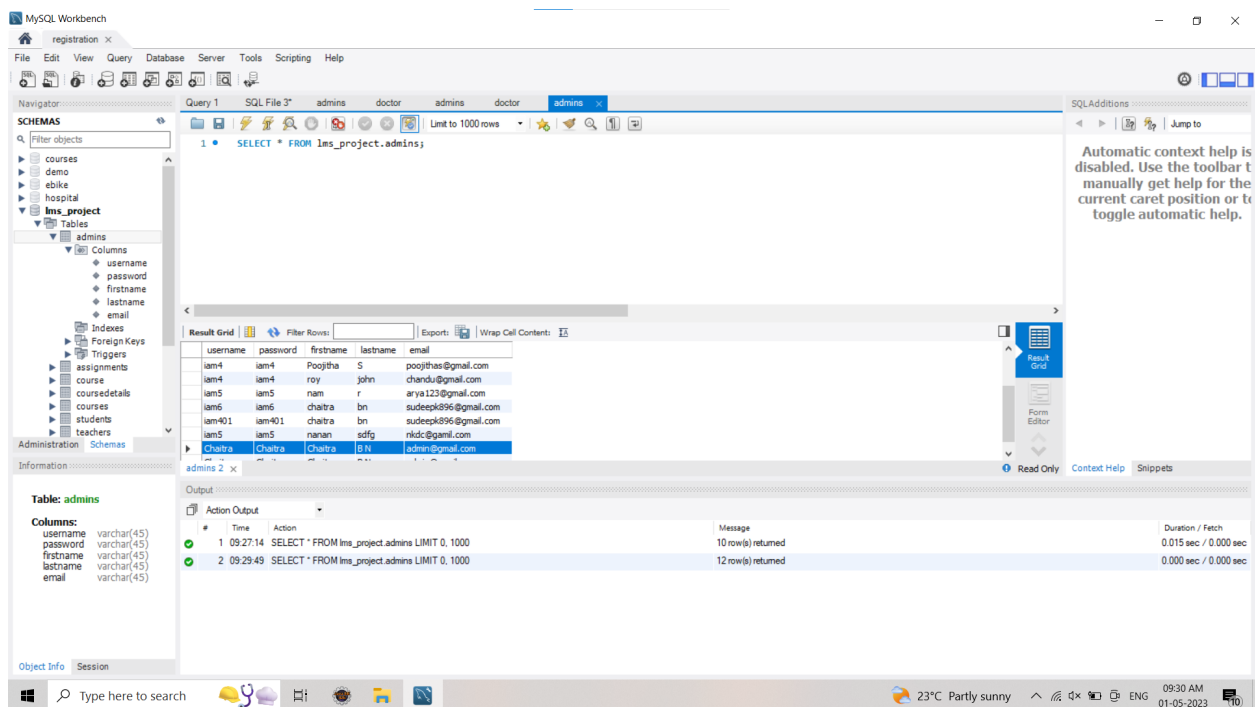 MySQL Workbench
registration
File Edit View Query Database Server Tools Scripting Help
Navigator
SCHEMAS
Filter objects
courses
demo
ebike
hospital
lms_project
Tables
admins
Columns
username
password
firstname
lastname
email
Indexes
Foreign Keys
Triggers
assignments
course
coursedetails
courses
students
teachers
Administration Schemas
Information
Table: admins
Columns:
username varchar(45)
password varchar(45)
firstname varchar(45)
lastname varchar(45)
email varchar(45)
Object Info Session
Query 1 SQL File 3* admins doctor admins doctor admins
Limit to 1000 rows
1 SELECT * FROM lms_project.admins;
Result Grid Filter Rows: Export: Wrap Cell Content:
username password firstname lastname email
iam4 iam4 Poojitha S poojithas@gmail.com
iam4 iam4 roy john chandu@gmail.com
iam5 iam5 nam r arya123@gmail.com
iam6 iam6 chaitra bn sudeepk896@gmail.com
iam401 iam401 chaitra bn sudeepk896@gmail.com
iam5 iam5 nanan sdfg nkdc@gamil.com
Chaitra Chaitra Chaitra B N admin@gmail.com
Result
Grid
Form
Editor
admins 2 Read Only
Output
Action Output
# Time Action Message Duration / Fetch
1 09:27:14 SELECT * FROM lms_project.admins LIMIT 0, 1000 10 row(s) returned 0.015 sec / 0.000 sec
2 09:29:49 SELECT * FROM lms_project.admins LIMIT 0, 1000 12 row(s) returned 0.000 sec / 0.000 sec
SQLAdditions
Jump to
Automatic context help is
disabled. Use the toolbar t
manually get help for the
current caret position or to
toggle automatic help.
Context Help Snippets
Type here to search
23°C Partly sunny
ENG
09:30 AM
01-05-2023
10